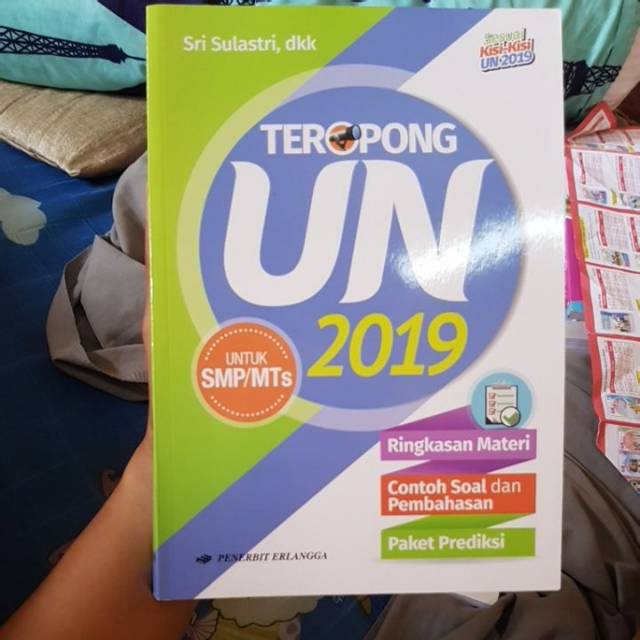 Sri Sulastri, dkk
Sesuai
Kisi-Kisi
UN 2019
TEROPONG
UN
2019
UNTUK
SMP/MTs
Ringkasan Materi
Contoh Soal dan
Pembahasan
Paket Prediksi
PENERBIT ERLANGGA